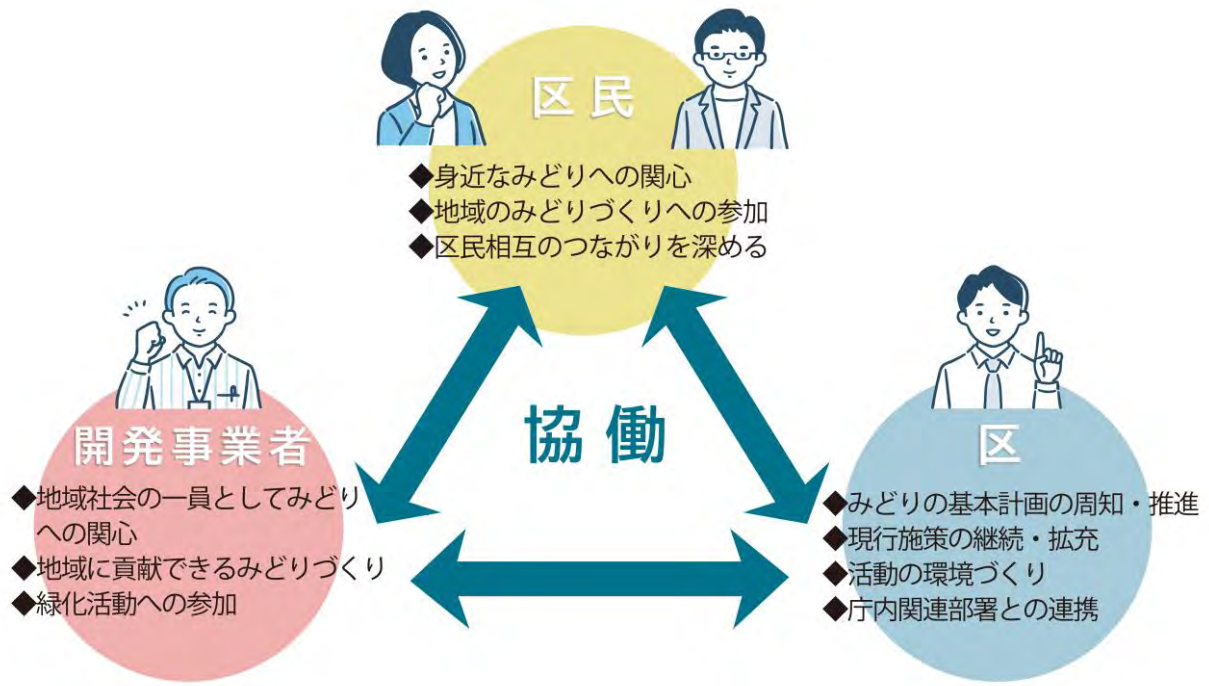 区民
◆身近なみどりへの関心
◆地域のみどりづくりへの参加
◆区民相互のつながりを深める
協働
開発事業者
◆地域社会の一員としてみどり
への関心
◆地域に貢献できるみどりづくり
◆緑化活動への参加
区
◆みどりの基本計画の周知・推進
◆現行施策の継続・拡充
◆活動の環境づくり
◆庁内関連部署との連携